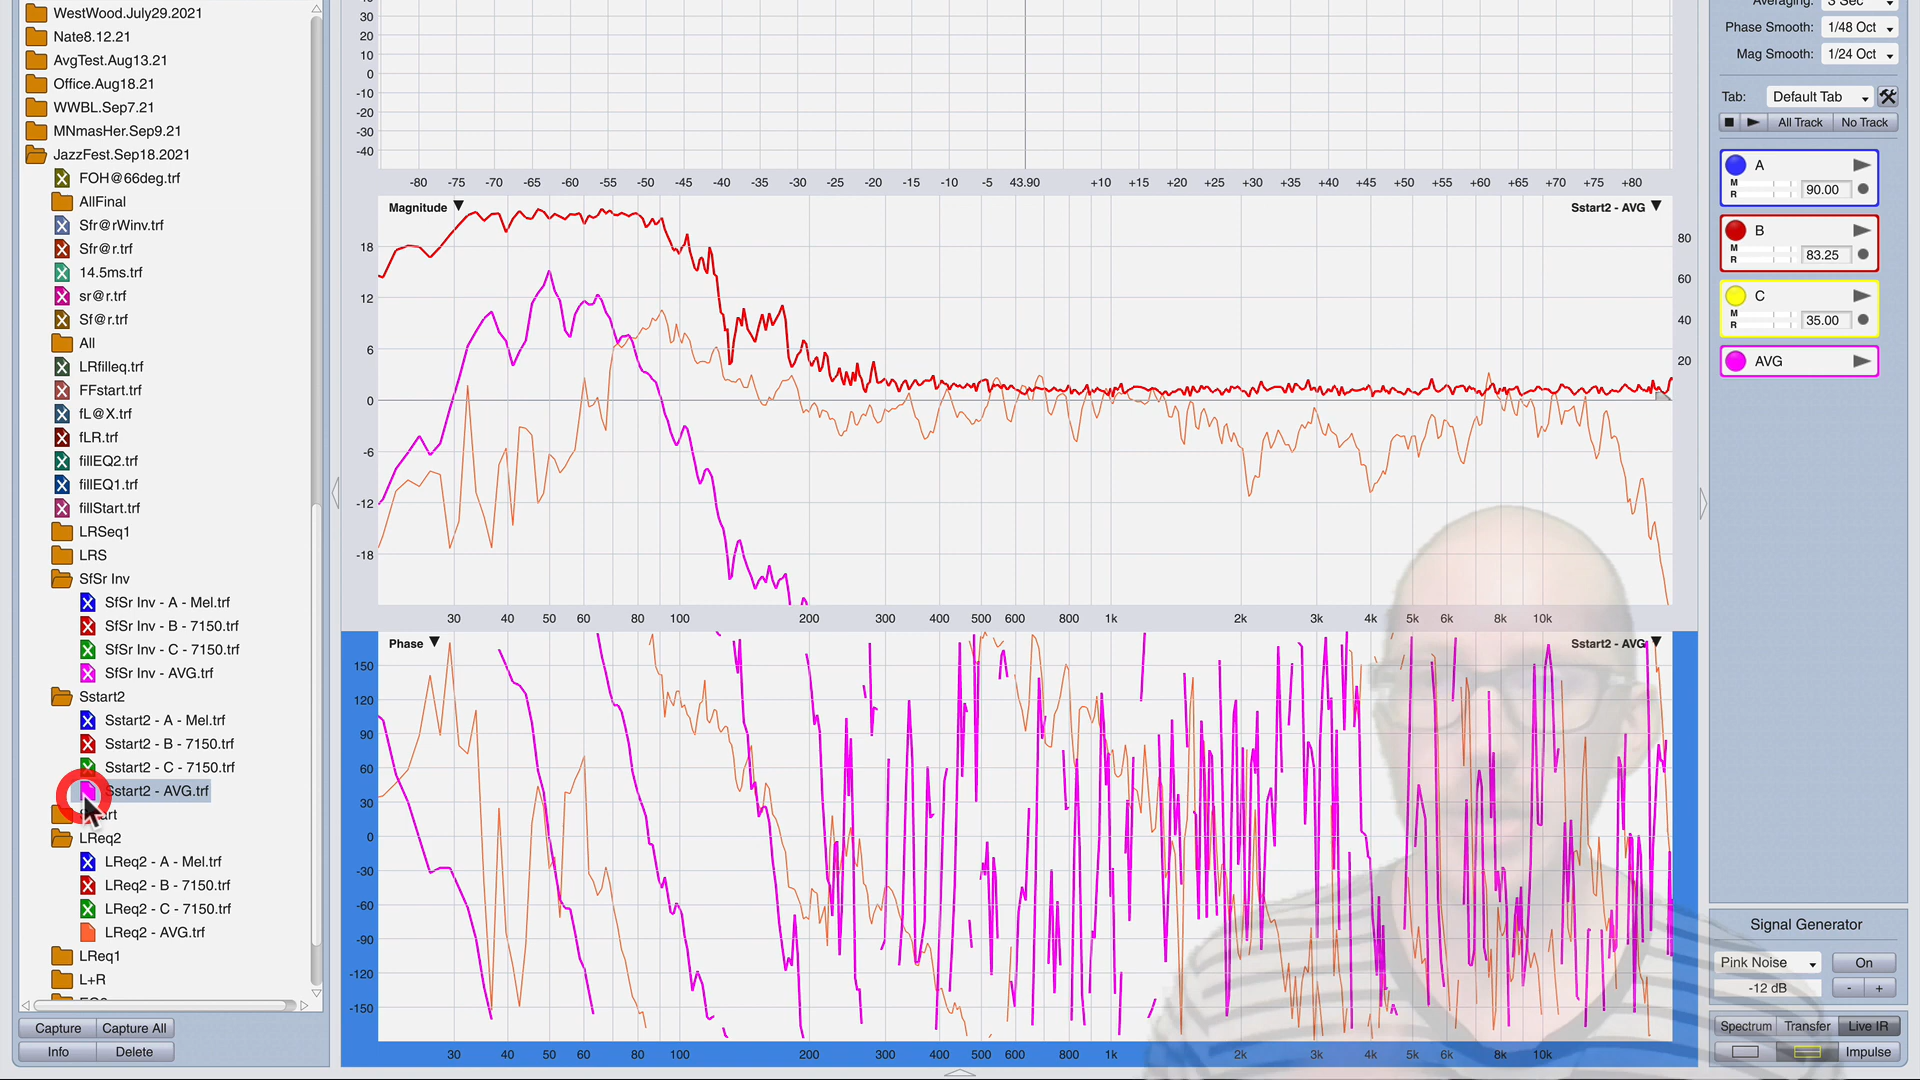 WestWood.July29.2021
Nate8.12.21
AvgTest.Aug13.21
Office.Aug18.21
WWBL.Sep7.21
MNmasHer.Sep9.21
JazzFest.Sep18.2021
FOH@66deg.trf
AllFinal
Sfr@rWinv.trf
Sfr@r.trf
14.5ms.trf
sr@r.trf
Sf@r.trf
All
LRfilleq.trf
FFstart.trf
fL@X.trf
fLR.trf
fillEQ2.trf
fillEQ1.trf
fillStart.trf
LRSeq1
LRS
SfSr Inv
SfSr Inv - A - Mel.trf
SfSr Inv - B - 7150.trf
SfSr Inv - C - 7150.trf
SfSr Inv - AVG.trf
Sstart2
Sstart2 - A - Mel.trf
Sstart2 - B - 7150.trf
Sstart2 - C - 7150.trf
Sstart2 - AVG.trf
LReq2
LReq2 - A - Mel.trf
LReq2 - B - 7150.trf
LReq2 - C - 7150.trf
LReq2 - AVG.trf
LReq1
L+R
Capture Capture All
Info Delete
30
20
10
0
-10
-20
-30
-40
-80 -75 -70 -65 -60 -55 -50 -45 -40 -35 -30 -25 -20 -15 -10 -5 43.90 +10 +15 +20 +25 +30 +35 +40 +45 +50 +55 +60 +65 +70 +75 +80
Magnitude Sstart2 - AVG
18
12
6
0
-6
-12
-18
80
60
40
20
30 40 50 60 80 100 200 300 400 500 600 800 1k 2k 3k 4k 5k 6k 8k 10k
Phase Sstart2 - AVG
150
120
90
60
30
0
-30
-60
-90
-120
-150
30 40 50 60 80 100 200 300 400 500 600 800 1k 2k 3k 4k 5k 6k 8k 10k
Averaging: 3 Sec
Phase Smooth: 1/48 Oct
Mag Smooth: 1/24 Oct
Tab: Default Tab
All Track No Track
A
M
R 90.00
B
M
R 83.25
C
M
R 35.00
AVG
Signal Generator
Pink Noise On
-12 dB - +
Spectrum Transfer Live IR
Impulse